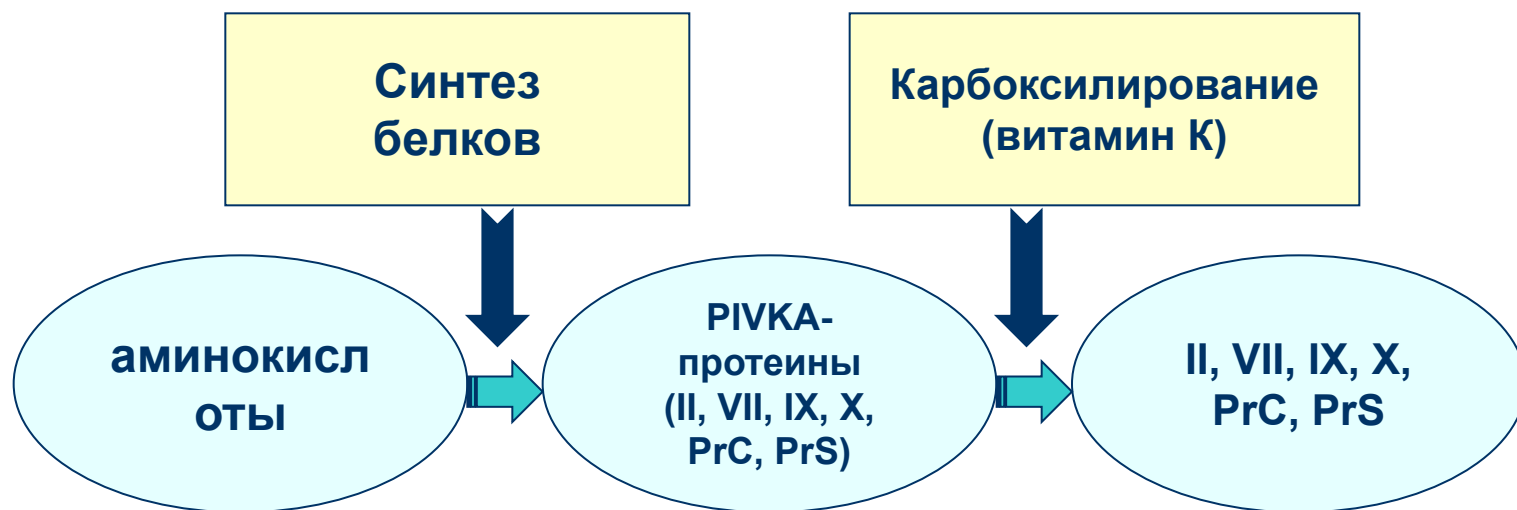 Синтез
белков
Карбоксилирование
(витамин К)
аминокисл
оты
PIVKA-
протеины
(II, VII, IX, X,
PrC, PrS)
II, VII, IX, X,
PrC, PrS